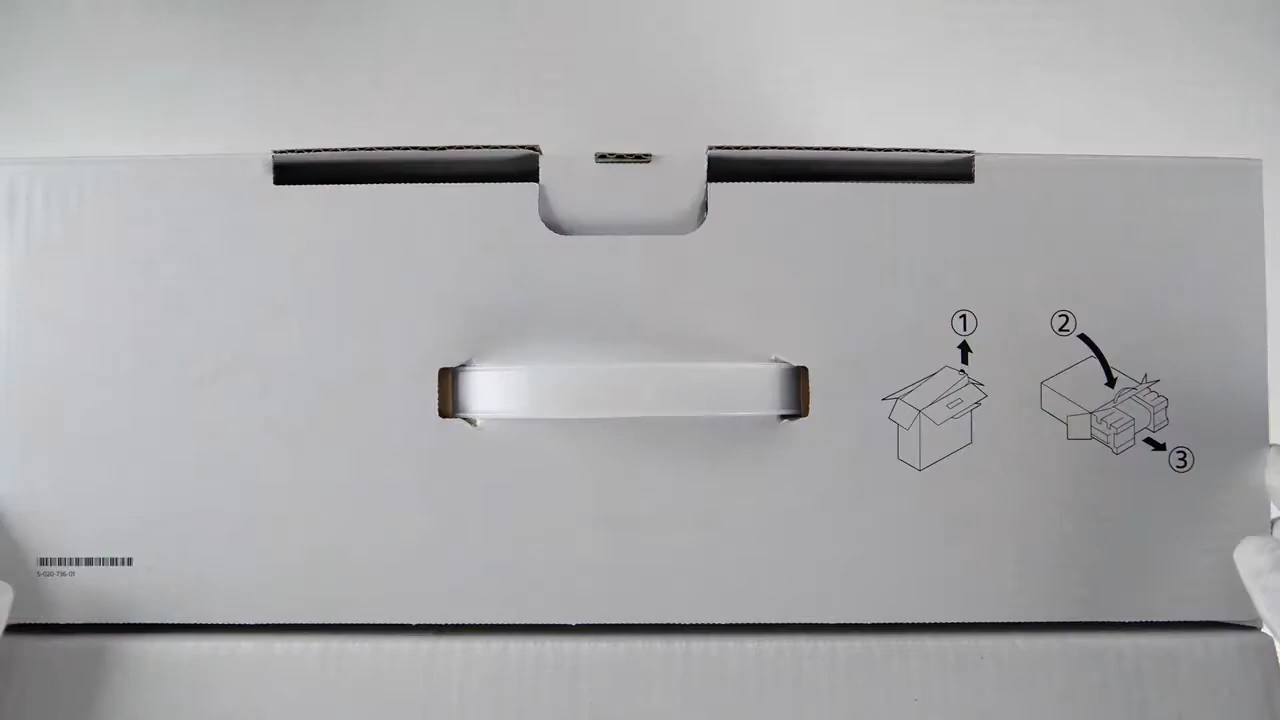 ①
②
③
5-020-736-01